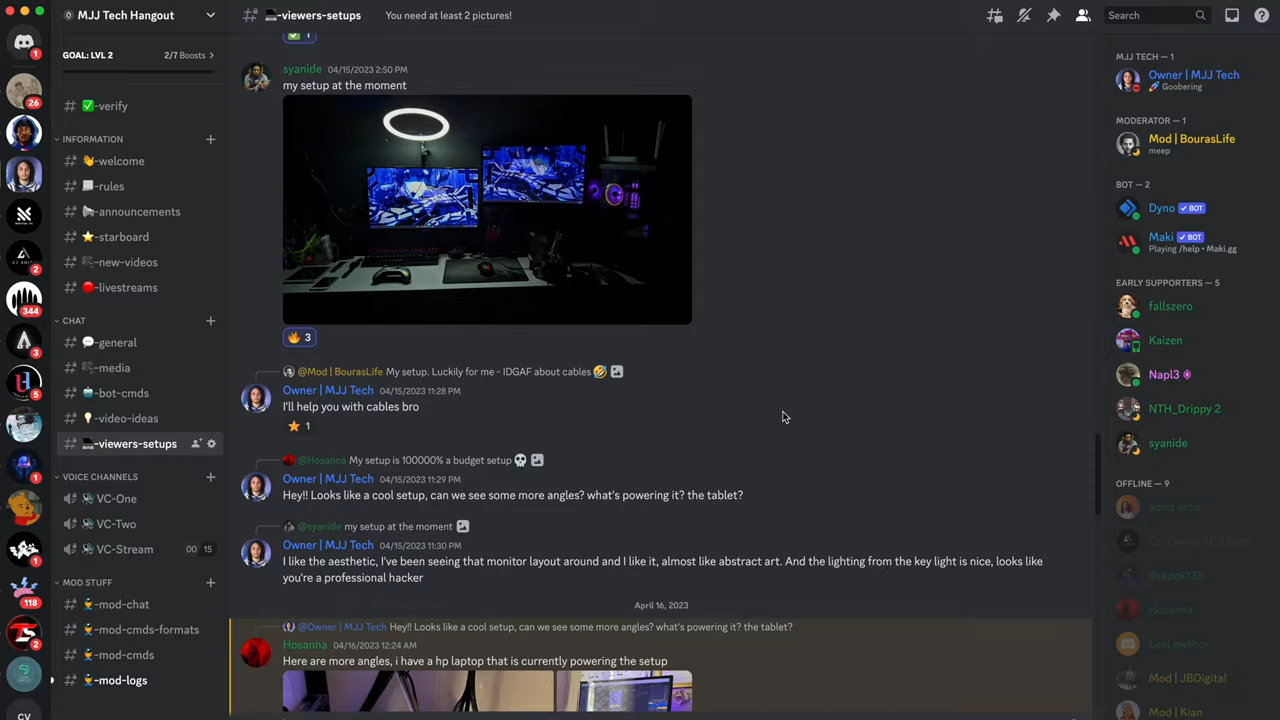 MJJ Tech Hangout
viewers-setups
You need at least 2 pictures!
Search
GOAL: LVL 2
2/7 Boosts
verify
INFORMATION
-welcome
-rules
-announcements
-starboard
-new-videos
-livestreams
CHAT
-general
-media
-bot-cmds
-video-ideas
-viewers-setups
VOICE CHANNELS
VC-One
VC-Two
VC-Stream
00 15
MOD STUFF
-mod-chat
-mod-cmds-formats
-mod-cmds
-mod-logs
1
26
2
344
3
5
1
1
118
2
CV
1
syanide 04/15/2023 2:50 PM
my setup at the moment
🔥 3
@Mod | BourasLife My setup. Luckily for me - IDGAF about cables 🤣
Owner | MJJ Tech 04/15/2023 11:28 PM
I'll help you with cables bro
⭐ 1
@Hosanna My setup is 100000% a budget setup 💀
Owner | MJJ Tech 04/15/2023 11:29 PM
Hey!! Looks like a cool setup, can we see some more angles? what's powering it? the tablet?
@syanide my setup at the moment
Owner | MJJ Tech 04/15/2023 11:30 PM
I like the aesthetic, I've been seeing that monitor layout around and I like it, almost like abstract art. And the lighting from the key light is nice, looks like
you're a professional hacker
April 16, 2023
@Owner | MJJ Tech Hey!! Looks like a cool setup, can we see some more angles? what's powering it? the tablet?
Hosanna 04/16/2023 12:24 AM
Here are more angles, i have a hp laptop that is currently powering the setup
MJJ TECH — 1
Owner | MJJ Tech
🚀 Goobering
MODERATOR — 1
Mod | BourasLife
meep
BOT — 2
Dyno ✓ BOT
Maki ✓ BOT
Playing /help • Maki.gg
EARLY SUPPORTERS — 5
fallszero
Kaizen
Napl3
NTH_Drippy 2
syanide
OFFLINE — 9
Hosanna
LexLowthor
Mod | JBDigital
Mod | Kian